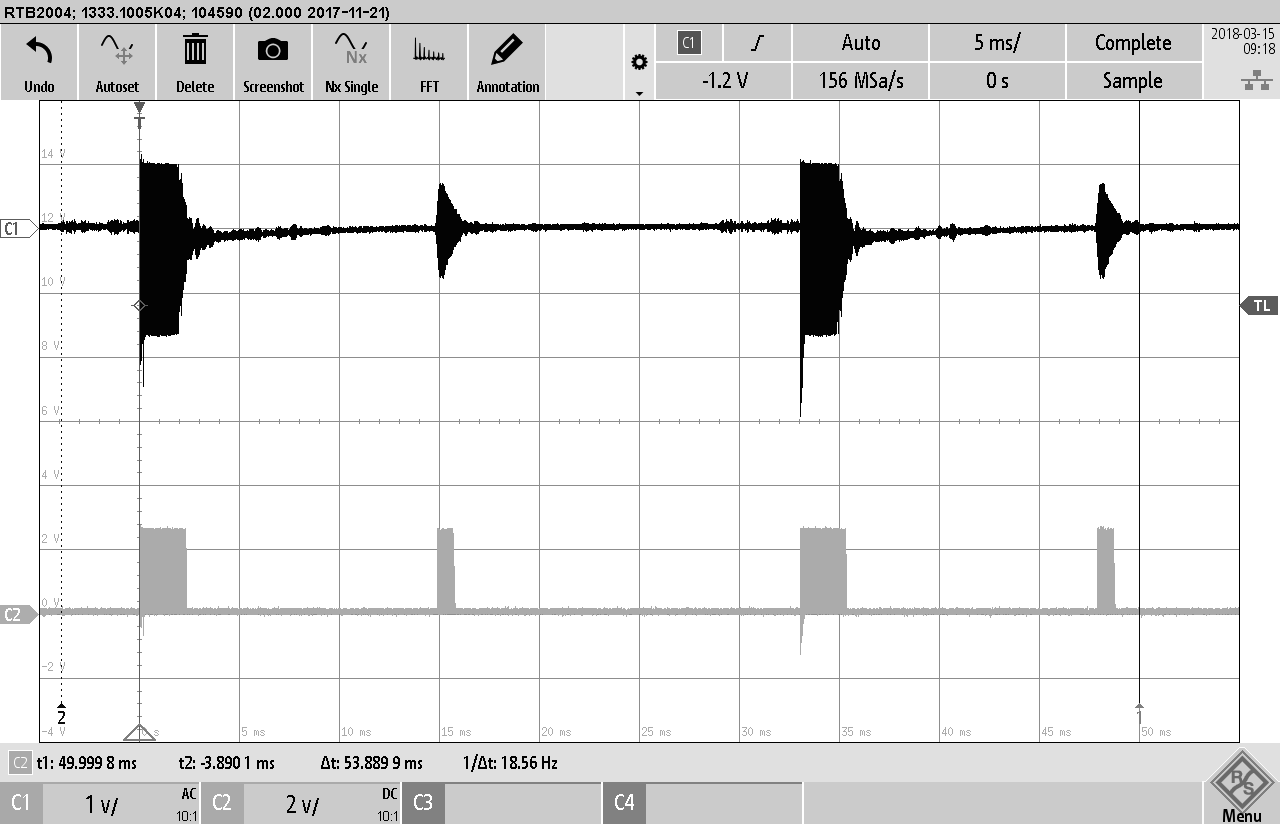 RTB2004; 1333.1005K04; 104590 (02.000 2017-11-21)
Undo Autoset Delete Screenshot Nx Single FFT Annotation
Nx
C1 Auto 5 ms/ Complete
-1.2 V 156 MSa/s 0 s Sample
2018-03-15
09:18
T
14 V
C1
12 V
10 V
TL
8 V
6 V
4 V
2 V
0 V
C2
-2 V
2 1
-4 V 0 s 5 ms 10 ms 15 ms 20 ms 25 ms 30 ms 35 ms 40 ms 45 ms 50 ms
C2 t1: 49.999 8 ms t2: -3.890 1 ms Δt: 53.889 9 ms 1/Δt: 18.56 Hz
C1 1 V/ AC 10:1 C2 2 V/ DC 10:1 C3 C4
R S
Menu